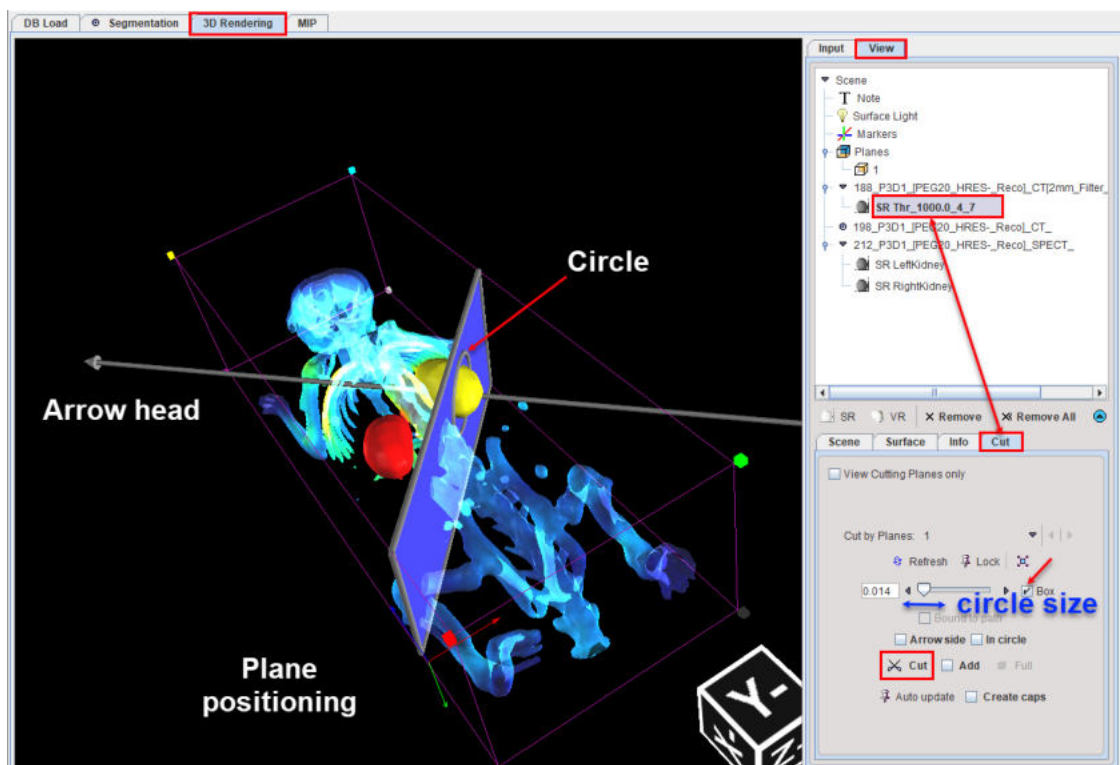 DB Load
Segmentation
3D Rendering
MIP
Input
View
Scene
Note
Surface Light
Markers
Planes
1
188_P3D1_[PEG20_HRES-_Reco]_CT[2mm_Filter_
SR Thr_1000.0_4_7
198_P3D1_[PEG20_HRES-_Reco]_CT_
212_P3D1_[PEG20_HRES-_Reco]_SPECT_
SR LeftKidney
SR RightKidney
Circle
Arrow head
Plane
positioning
Y-
X-
SR VR Remove Remove All
Scene Surface Info Cut
View Cutting Planes only
Cut by Planes: 1
Refresh Lock
0.014 Box
circle size
Bound to path
Arrow side In circle
Cut Add Full
Auto update Create caps